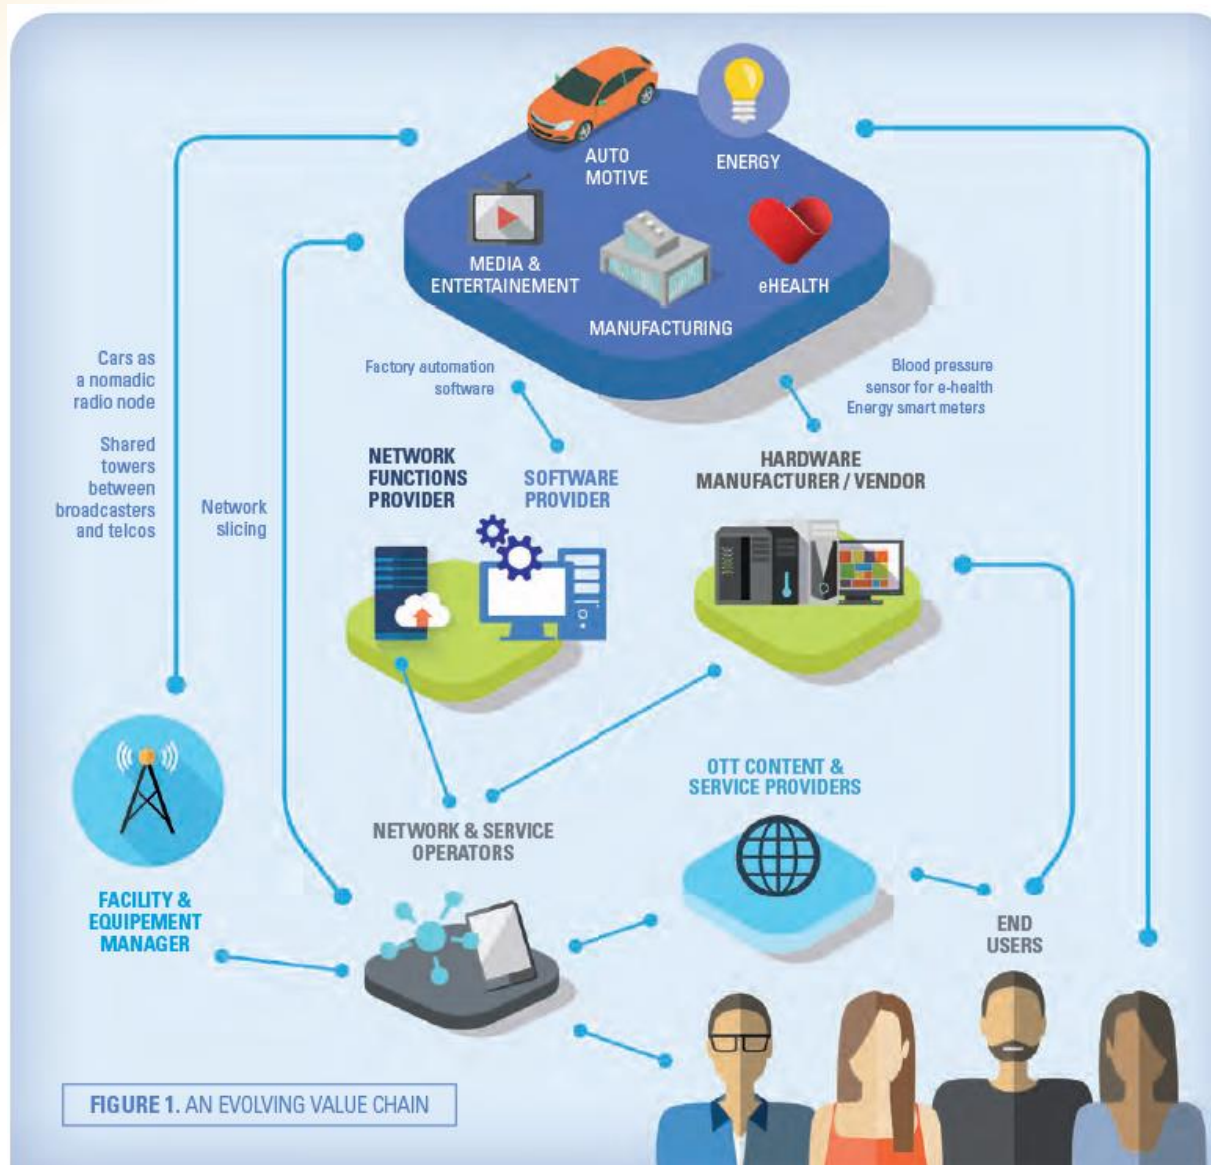 AUTO
MOTIVE
ENERGY
MEDIA &
ENTERTAINEMENT
eHEALTH
MANUFACTURING
Cars as
a nomadic
radio node
Shared
towers
between
broadcasters
and telcos
Network
slicing
Factory automation
software
Blood pressure
sensor for e-health
Energy smart meters
NETWORK
FUNCTIONS
PROVIDER
SOFTWARE
PROVIDER
HARDWARE
MANUFACTURER / VENDOR
OTT CONTENT &
SERVICE PROVIDERS
NETWORK & SERVICE
OPERATORS
FACILITY &
EQUIPEMENT
MANAGER
END
USERS
FIGURE 1. AN EVOLVING VALUE CHAIN